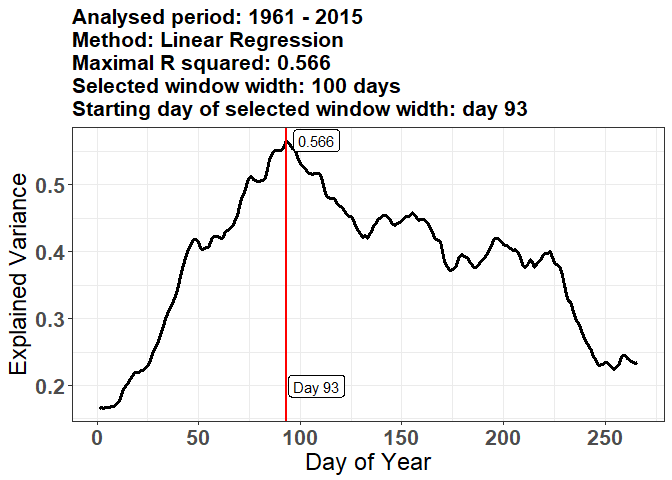 Analysed period: 1961 - 2015
Method: Linear Regression
Maximal R squared: 0.566
Selected window width: 100 days
Starting day of selected window width: day 93
0.566
0.5
0.4
0.3
0.2
Explained Variance
Day 93
0 50 100 150 200 250
Day of Year